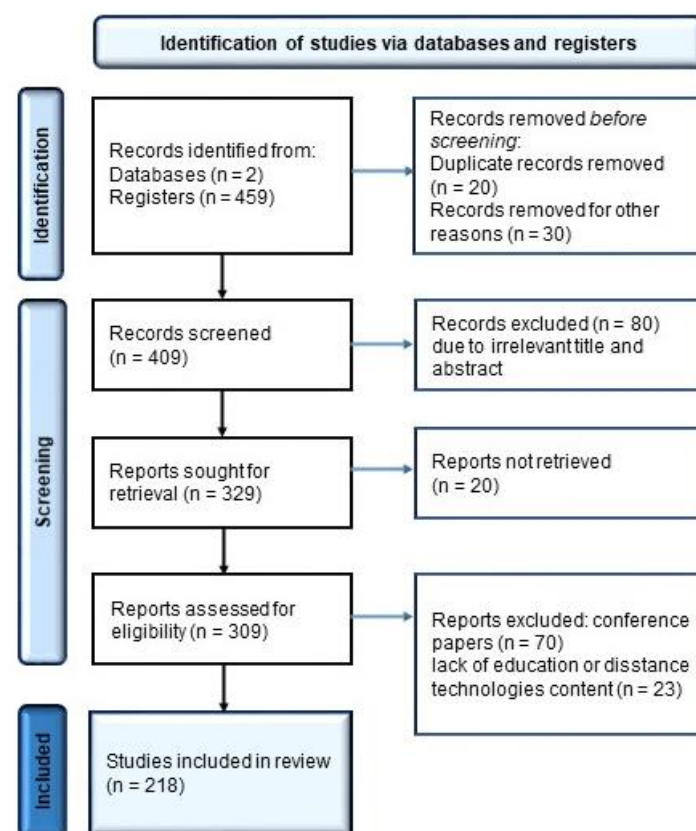 Identification of studies via databases and registers
Identification
Records identified from:
Databases (n = 2)
Registers (n = 459)
Records removed before
screening:
Duplicate records removed
(n = 20)
Records removed for other
reasons (n = 30)
Screening
Records screened
(n = 409)
Records excluded (n = 80)
due to irrelevant title and
abstract
Reports sought for
retrieval (n = 329)
Reports not retrieved
(n = 20)
Reports assessed for
eligibility (n = 309)
Reports excluded: conference
papers (n = 70)
lack of education or disstance
technologies content (n = 23)
Included
Studies included in review
(n = 218)